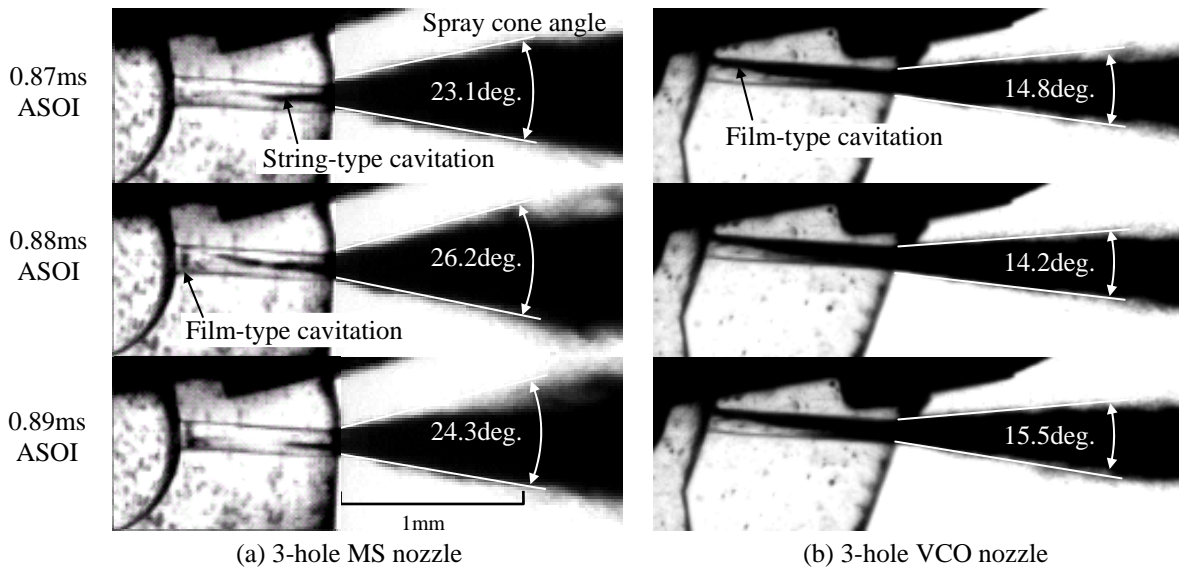 Spray cone angle
0.87ms
ASOI
23.1deg.
14.8deg.
String-type cavitation
Film-type cavitation
0.88ms
ASOI
26.2deg.
14.2deg.
Film-type cavitation
0.89ms
ASOI
24.3deg.
15.5deg.
1mm
(a) 3-hole MS nozzle
(b) 3-hole VCO nozzle